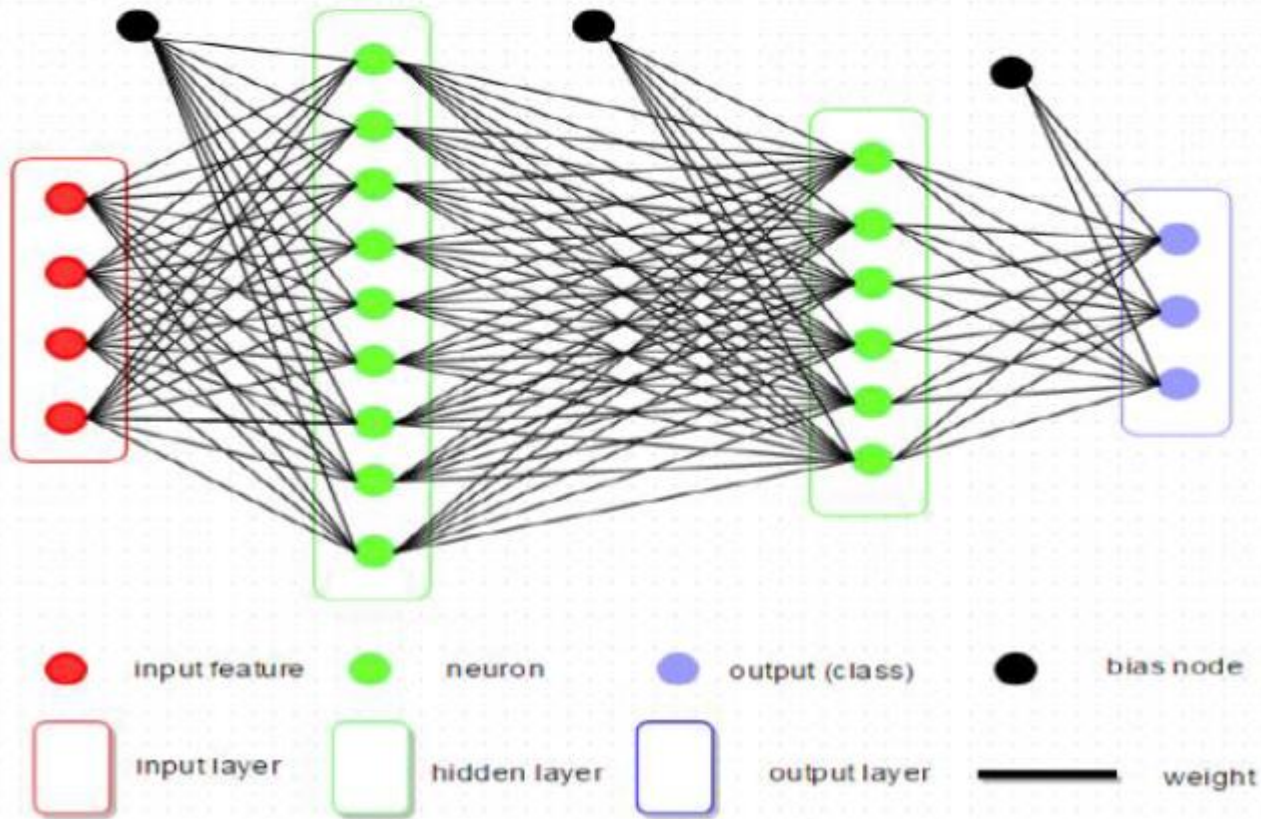 input feature
neuron
output (class)
bias node
input layer
hidden layer
output layer
weight